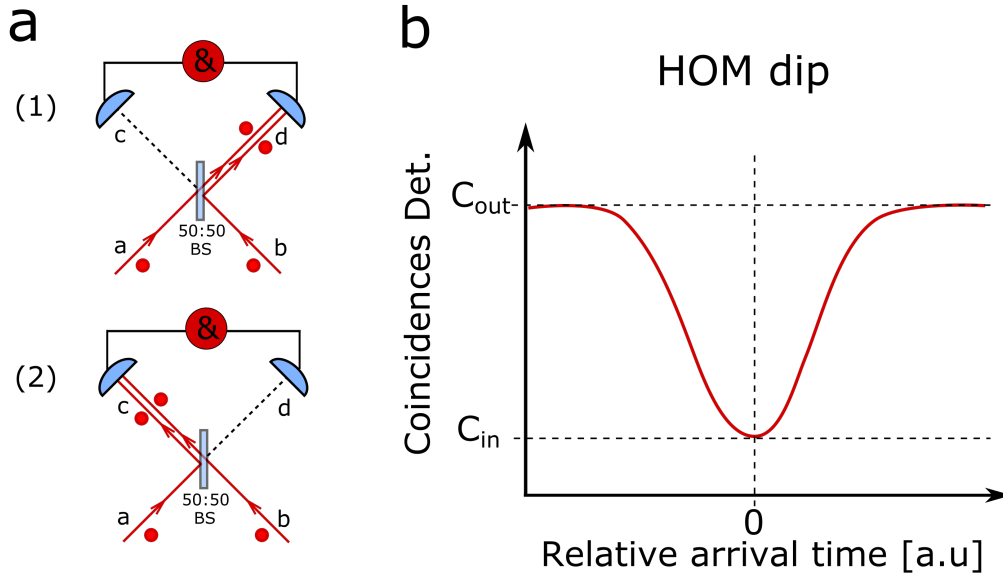 a
(1)
&
c
d
a
50:50
BS
b
(2)
&
c
d
a
50:50
BS
b
b
HOM dip
Coincidences Det.
Cout
Cin
0
Relative arrival time [a.u]